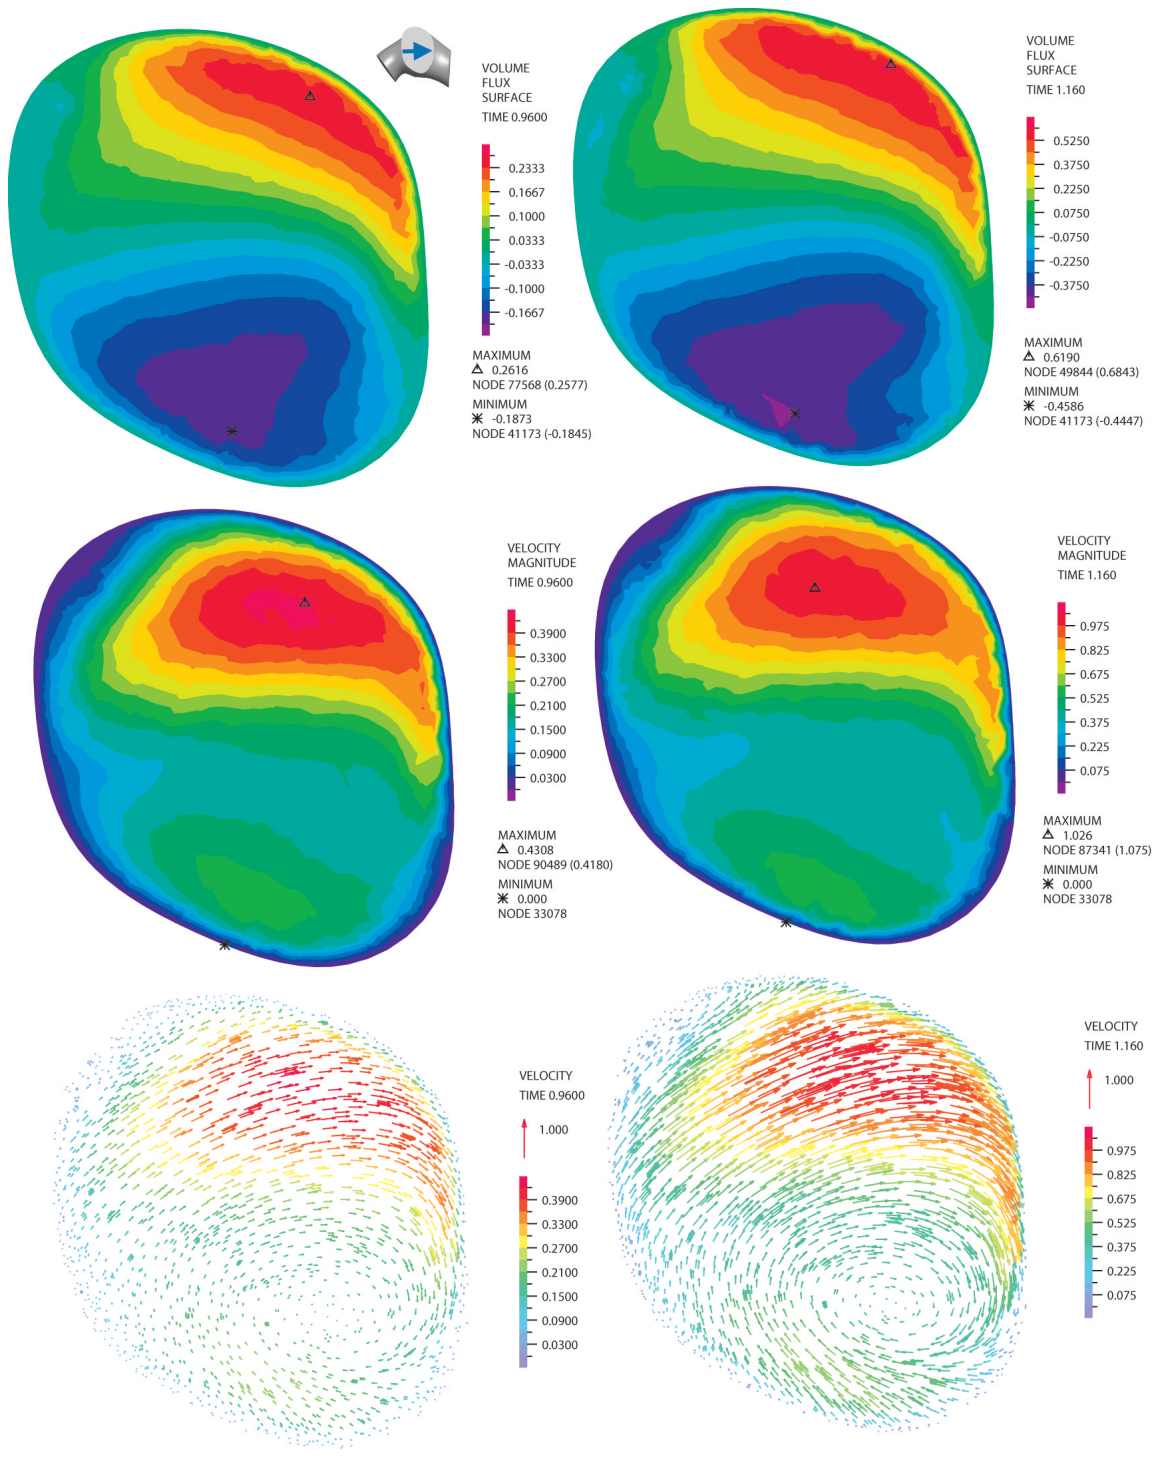 VOLUME
FLUX
SURFACE
TIME 0.9600
0.2333
0.1667
0.1000
0.0333
-0.0333
-0.1000
-0.1667
MAXIMUM
0.2616
NODE 77568 (0.2577)
MINIMUM
-0.1873
NODE 41173 (-0.1845)
VOLUME
FLUX
SURFACE
TIME 1.160
0.5250
0.3750
0.2250
0.0750
-0.0750
-0.2250
-0.3750
MAXIMUM
0.6190
NODE 49844 (0.6843)
MINIMUM
-0.4586
NODE 41173 (-0.4447)
VELOCITY
MAGNITUDE
TIME 0.9600
0.3900
0.3300
0.2700
0.2100
0.1500
0.0900
0.0300
MAXIMUM
0.4308
NODE 90489 (0.4180)
MINIMUM
0.000
NODE 33078
VELOCITY
MAGNITUDE
TIME 1.160
0.975
0.825
0.675
0.525
0.375
0.225
0.075
MAXIMUM
1.026
NODE 87341 (1.075)
MINIMUM
0.000
NODE 33078
VELOCITY
TIME 0.9600
1.000
0.3900
0.3300
0.2700
0.2100
0.1500
0.0900
0.0300
VELOCITY
TIME 1.160
1.000
0.975
0.825
0.675
0.525
0.375
0.225
0.075